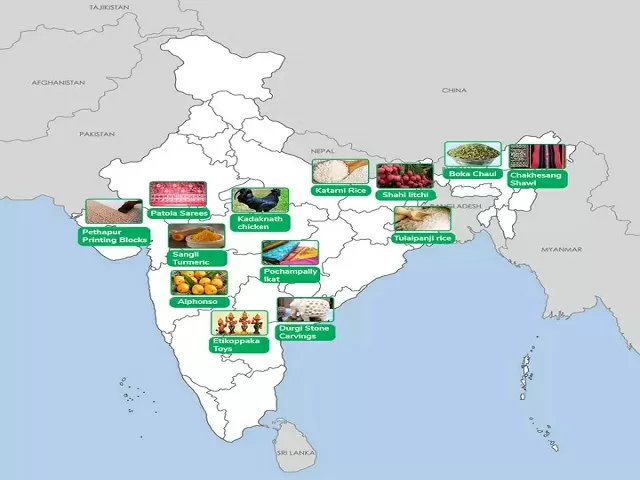 TAJIKISTAN
AFGHANISTAN
CHINA
PAKISTAN
NEPAL
Boka Chaul
Chakhesang
Shawl
Katarni Rice
Shahi litchi
Patola Sarees
Kadaknath
chicken
BANGLADESH
Pethapur
Printing Blocks
Tulaipanji rice
MYANMAR
Sangli
Turmeric
Pochampally
Ikat
Alphonso
Durgi Stone
Carvings
Etikoppaka
Toys
SRI LANKA